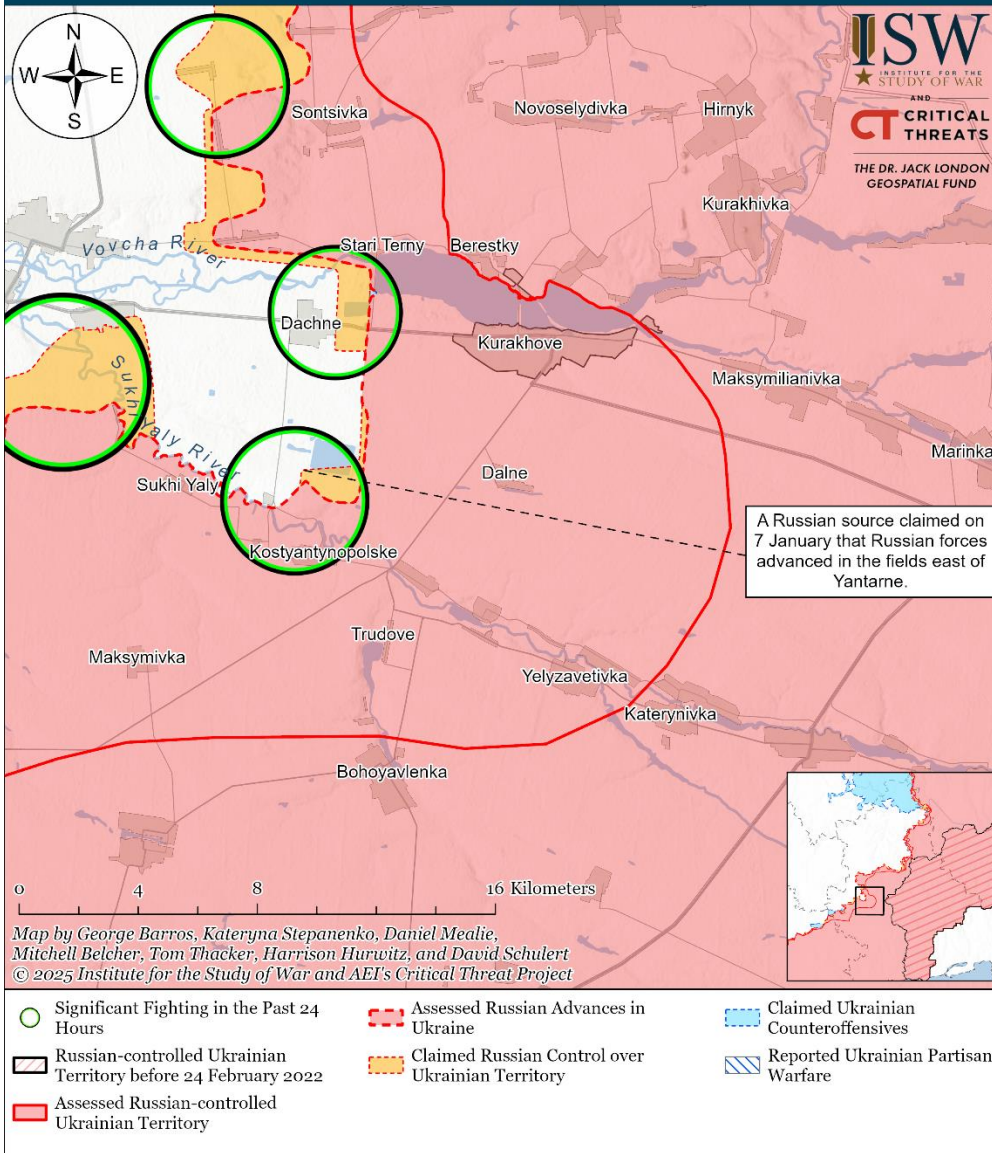 N
W E
S
ISW
INSTITUTE FOR THE
STUDY OF WAR
AND
CT CRITICAL
THREATS
THE DR. JACK LONDON
GEOSPATIAL FUND
Sontsivka
Novoselydivka
Hirnyk
Kurakhivka
Vovcha River
Stari Terny
Berestky
Dachne
Kurakhove
Maksymilianivka
Sukhi Yaly River
Marinka
Sukhi Yaly
Dalne
A Russian source claimed on
7 January that Russian forces
advanced in the fields east of
Yantarne.
Kostyantynopolske
Trudove
Maksymivka
Yelyzavetivka
Katerynivka
Bohoyavlenka
0 4 8 16 Kilometers
Map by George Barros, Kateryna Stepanenko, Daniel Mealie,
Mitchell Belcher, Tom Thacker, Harrison Hurwitz, and David Schulert
© 2025 Institute for the Study of War and AEI's Critical Threat Project
Significant Fighting in the Past 24
Hours
Russian-controlled Ukrainian
Territory before 24 February 2022
Assessed Russian-controlled
Ukrainian Territory
Assessed Russian Advances in
Ukraine
Claimed Russian Control over
Ukrainian Territory
Claimed Ukrainian
Counteroffensives
Reported Ukrainian Partisan
Warfare